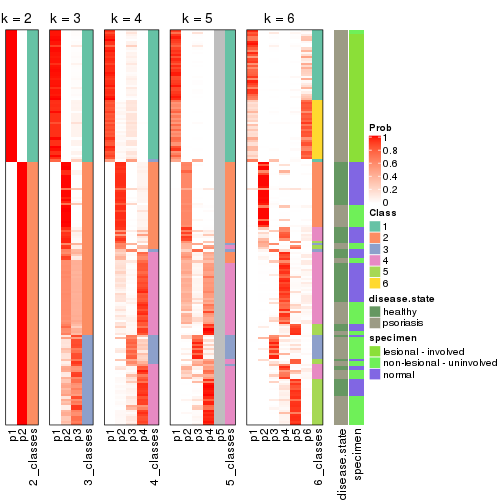 k = 2 k = 3 k = 4 k = 5 k = 6
Prob
1
0.8
0.6
0.4
0.2
0
Class
1
2
3
4
5
6
disease.state
healthy
psoriasis
specimen
lesional - involved
non-lesional - uninvolved
normal
p1 p2 2_classes p1 p2 p3 3_classes p1 p2 p3 p4 4_classes p1 p2 p3 p4 p5 5_classes p1 p2 p3 p4 p5 p6 6_classes disease.state specimen